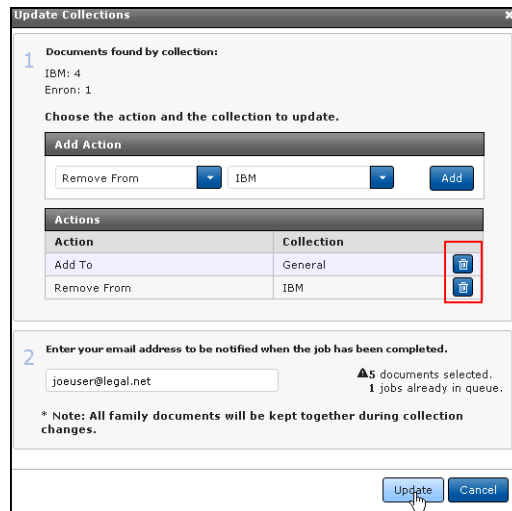 Update Collections x
1 Documents found by collection:
IBM: 4
Enron: 1
Choose the action and the collection to update.
Add Action
Remove From IBM Add
Actions
Action Collection
Add To General
Remove From IBM
2 Enter your email address to be notified when the job has been completed.
joeuser@legal.net 5 documents selected.
1 jobs already in queue.
* Note: All family documents will be kept together during collection
changes.
Update Cancel